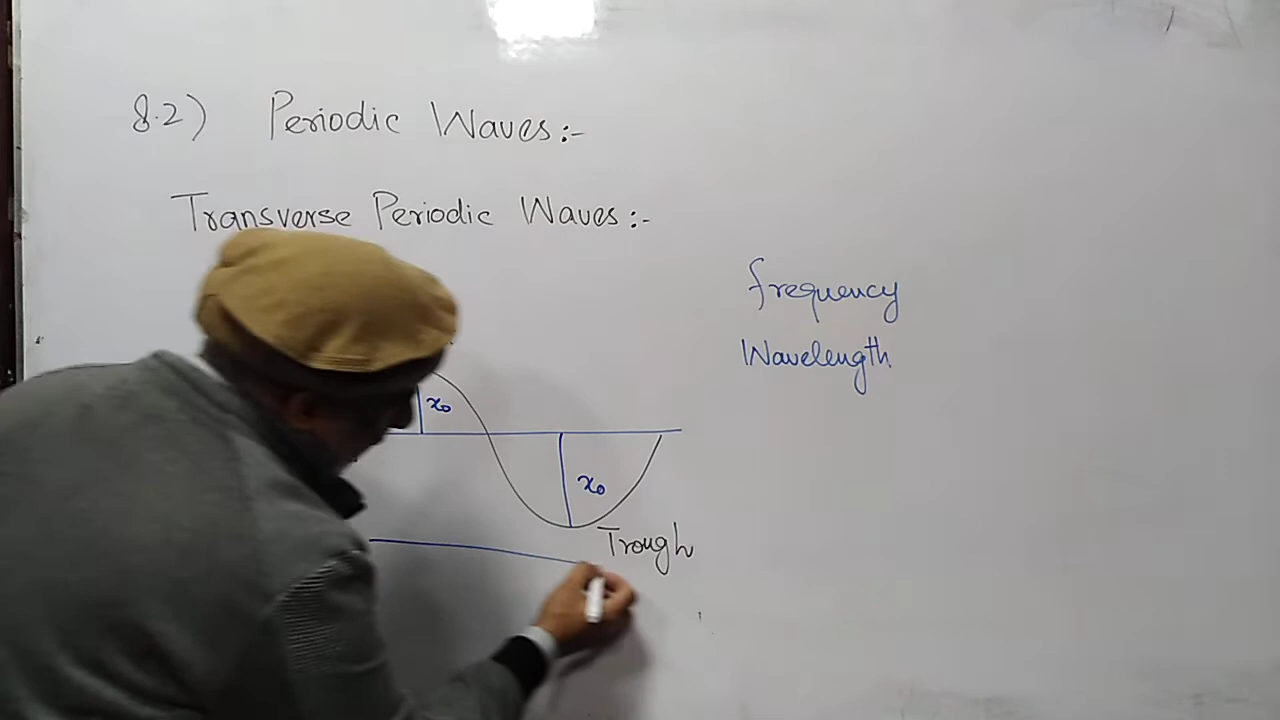 8.2) Periodic Waves:-
Transverse Periodic Waves:-
frequency
Wavelength
x₀
x₀
Trough